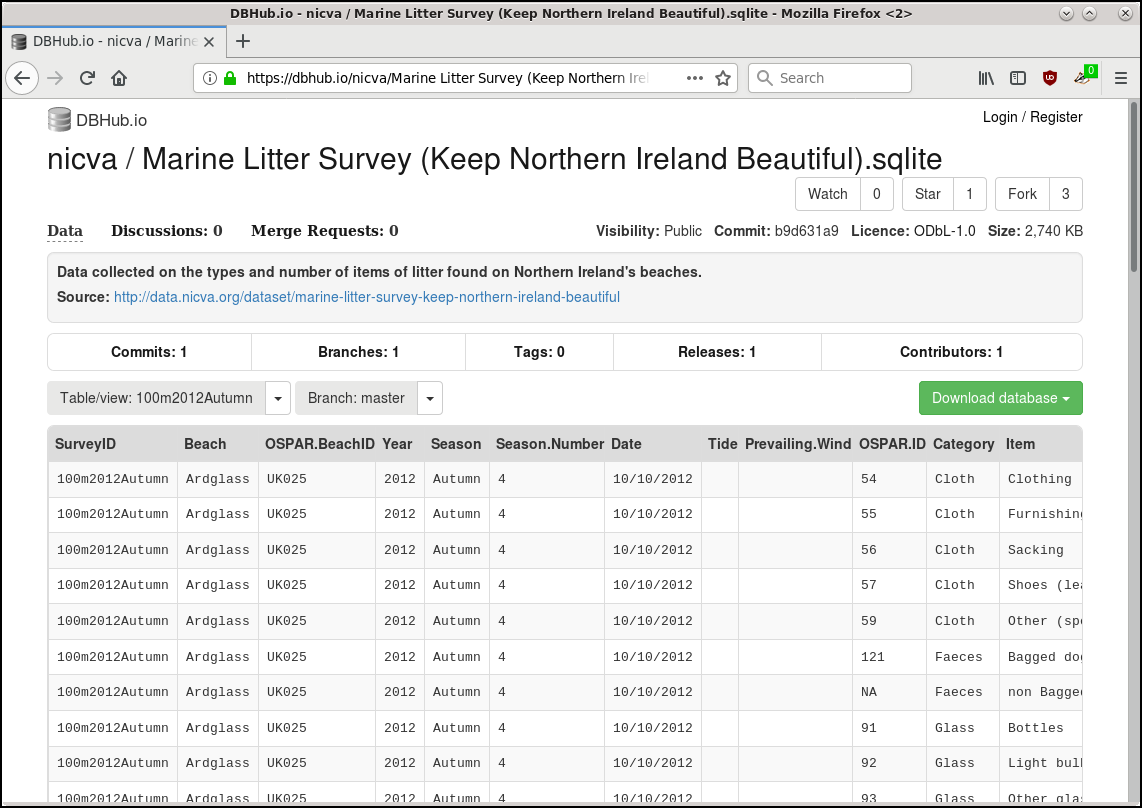 DBHub.io - nicva / Marine Litter Survey (Keep Northern Ireland Beautiful).sqlite - Mozilla Firefox <2>
DBHub.io - nicva / Marine
https://dbhub.io/nicva/Marine Litter Survey (Keep Northern Irel
Search
0
DBHub.io
Login / Register
nicva / Marine Litter Survey (Keep Northern Ireland Beautiful).sqlite
Watch 0 Star 1 Fork 3
Data Discussions: 0 Merge Requests: 0 Visibility: Public Commit: b9d631a9 Licence: ODbL-1.0 Size: 2,740 KB
Data collected on the types and number of items of litter found on Northern Ireland's beaches.
Source: http://data.nicva.org/dataset/marine-litter-survey-keep-northern-ireland-beautiful
Commits: 1 Branches: 1 Tags: 0 Releases: 1 Contributors: 1
Table/view: 100m2012Autumn Branch: master Download database
SurveyID Beach OSPAR.BeachID Year Season Season.Number Date Tide Prevailing.Wind OSPAR.ID Category Item
100m2012Autumn Ardglass UK025 2012 Autumn 4 10/10/2012 54 Cloth Clothing
100m2012Autumn Ardglass UK025 2012 Autumn 4 10/10/2012 55 Cloth Furnishing
100m2012Autumn Ardglass UK025 2012 Autumn 4 10/10/2012 56 Cloth Sacking
100m2012Autumn Ardglass UK025 2012 Autumn 4 10/10/2012 57 Cloth Shoes (lea
100m2012Autumn Ardglass UK025 2012 Autumn 4 10/10/2012 59 Cloth Other (spe
100m2012Autumn Ardglass UK025 2012 Autumn 4 10/10/2012 121 Faeces Bagged dog
100m2012Autumn Ardglass UK025 2012 Autumn 4 10/10/2012 NA Faeces non Bagged
100m2012Autumn Ardglass UK025 2012 Autumn 4 10/10/2012 91 Glass Bottles
100m2012Autumn Ardglass UK025 2012 Autumn 4 10/10/2012 92 Glass Light bul
100m2012Autumn Ardglass UK025 2012 Autumn 4 10/10/2012 93 Glass Other glas